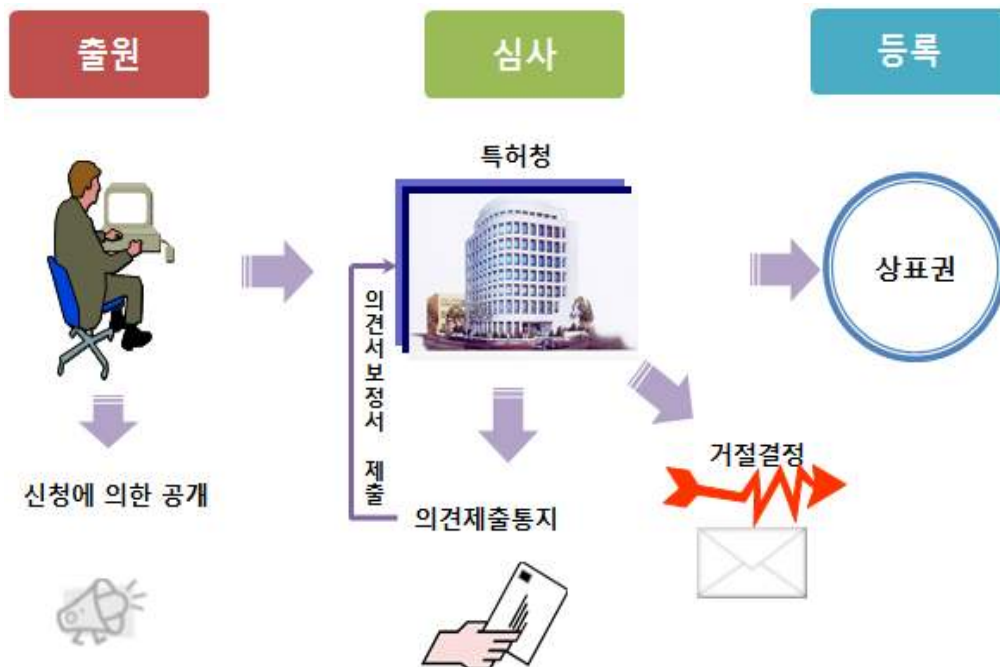 출원
심사
등록
특허청
상표권
의견서보정서 제출
거절결정
신청에 의한 공개
의견제출통지